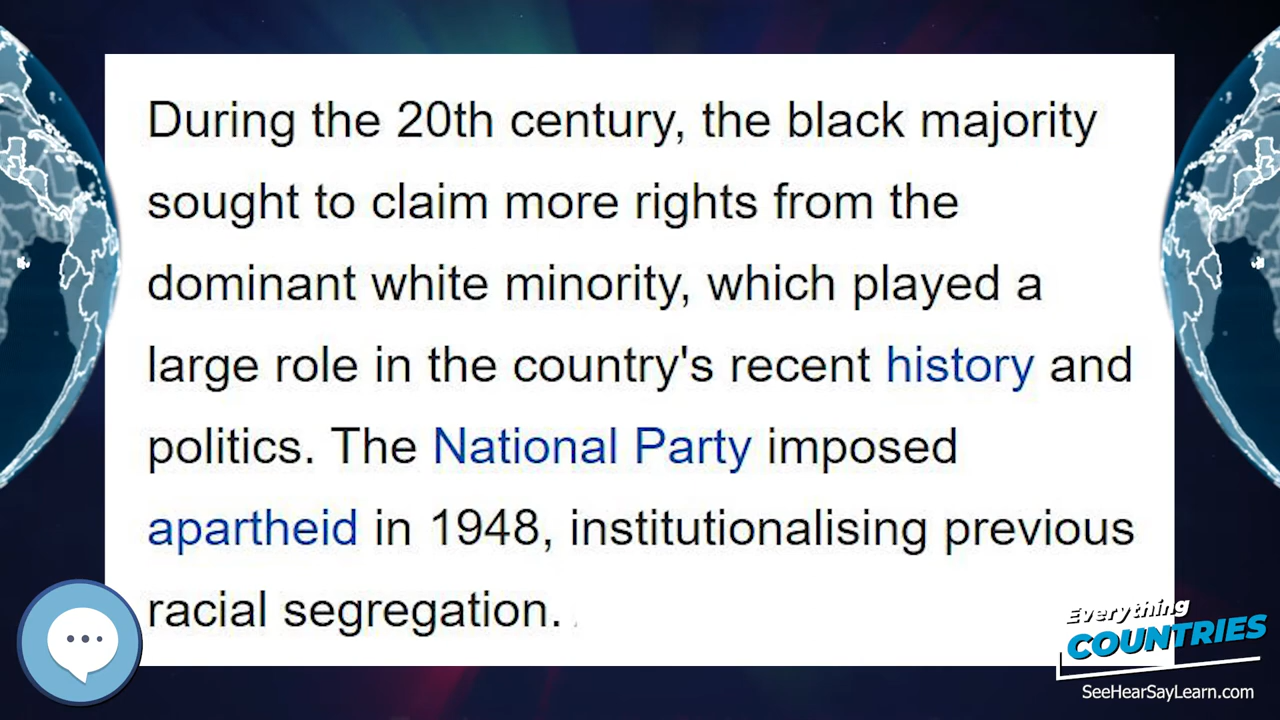 During the 20th century, the black majority
sought to claim more rights from the
dominant white minority, which played a
large role in the country's recent history and
politics. The National Party imposed
apartheid in 1948, institutionalising previous
racial segregation.
Everything
COUNTRIES
SeeHearSayLearn.com